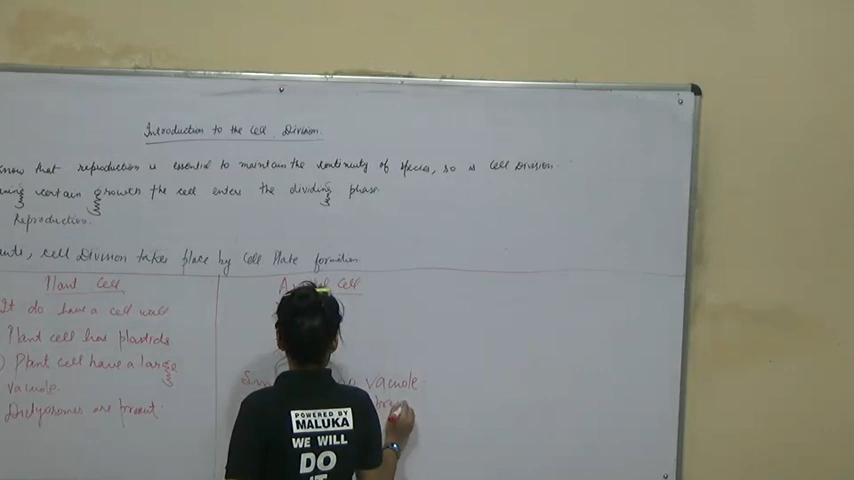 Introduction to the Cell Division
know that reproduction is essential to maintain the continuity of species, so is Cell Division
certain growth the cell enters the dividing phase
Reproduction.
cell Division takes place by Cell Plate formation
Plant Cell
It do have a cell wall
Plant cell has plastids
Plant cell have a large
vacuole.
Dictyosomes are present
Cell
vacuole
POWERED BY
MALUKA
WE WILL
DO
IT